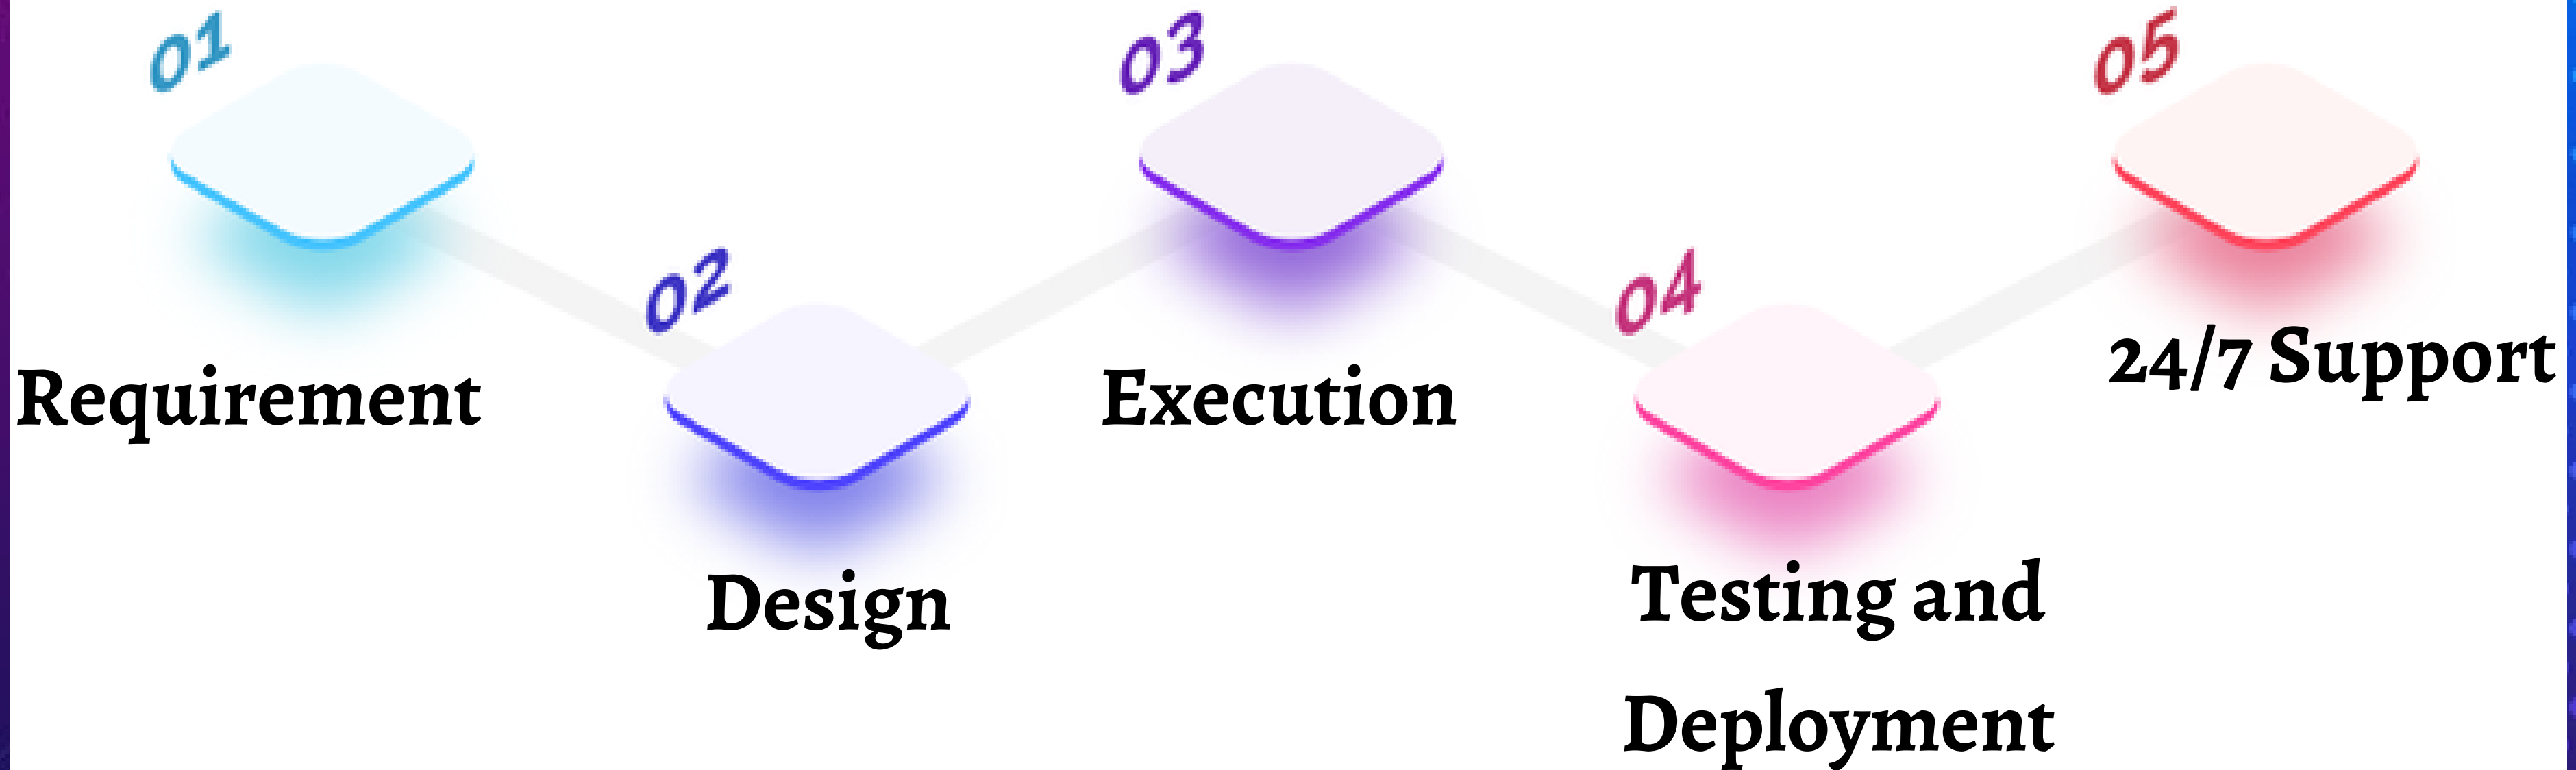 01
Requirement
02
Design
03
Execution
04
Testing and
Deployment
05
24/7 Support